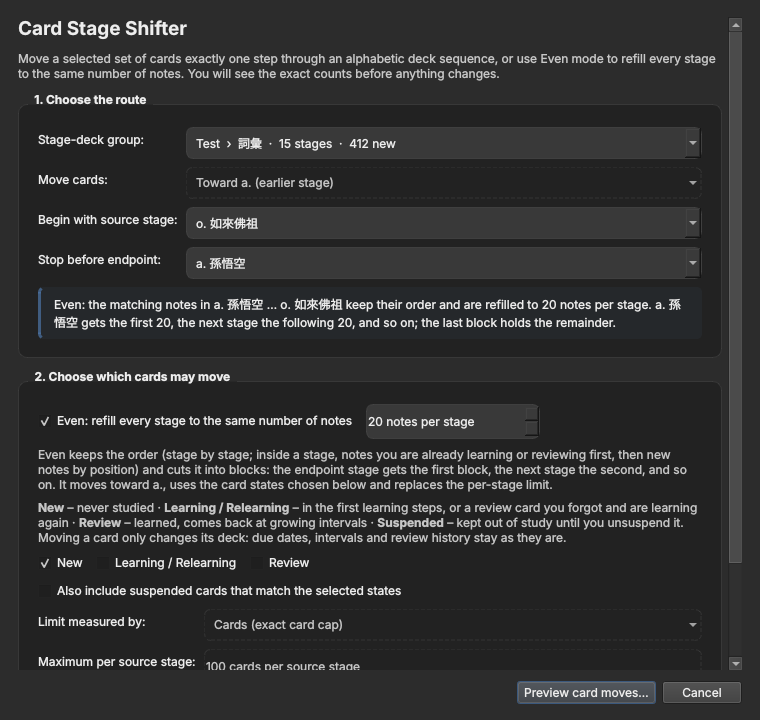 Card Stage Shifter
Move a selected set of cards exactly one step through an alphabetic deck sequence, or use Even mode to refill every stage
to the same number of notes. You will see the exact counts before anything changes.
1. Choose the route
Stage-deck group:
Test › 詞彙 · 15 stages · 412 new
Move cards:
Toward a. (earlier stage)
Begin with source stage:
o. 如來佛祖
Stop before endpoint:
a. 孫悟空
Even: the matching notes in a. 孫悟空 ... o. 如來佛祖 keep their order and are refilled to 20 notes per stage. a. 孫
悟空 gets the first 20, the next stage the following 20, and so on; the last block holds the remainder.
2. Choose which cards may move
✓ Even: refill every stage to the same number of notes
20 notes per stage
Even keeps the order (stage by stage; inside a stage, notes you are already learning or reviewing first, then new
notes by position) and cuts it into blocks: the endpoint stage gets the first block, the next stage the second, and so
on. It moves toward a., uses the card states chosen below and replaces the per-stage limit.
New – never studied · Learning / Relearning – in the first learning steps, or a review card you forgot and are learning
again · Review – learned, comes back at growing intervals · Suspended – kept out of study until you unsuspend it.
Moving a card only changes its deck: due dates, intervals and review history stay as they are.
✓ New Learning / Relearning Review
Also include suspended cards that match the selected states
Limit measured by:
Cards (exact card cap)
Maximum per source stage:
100 cards per source stage
Preview card moves...
Cancel